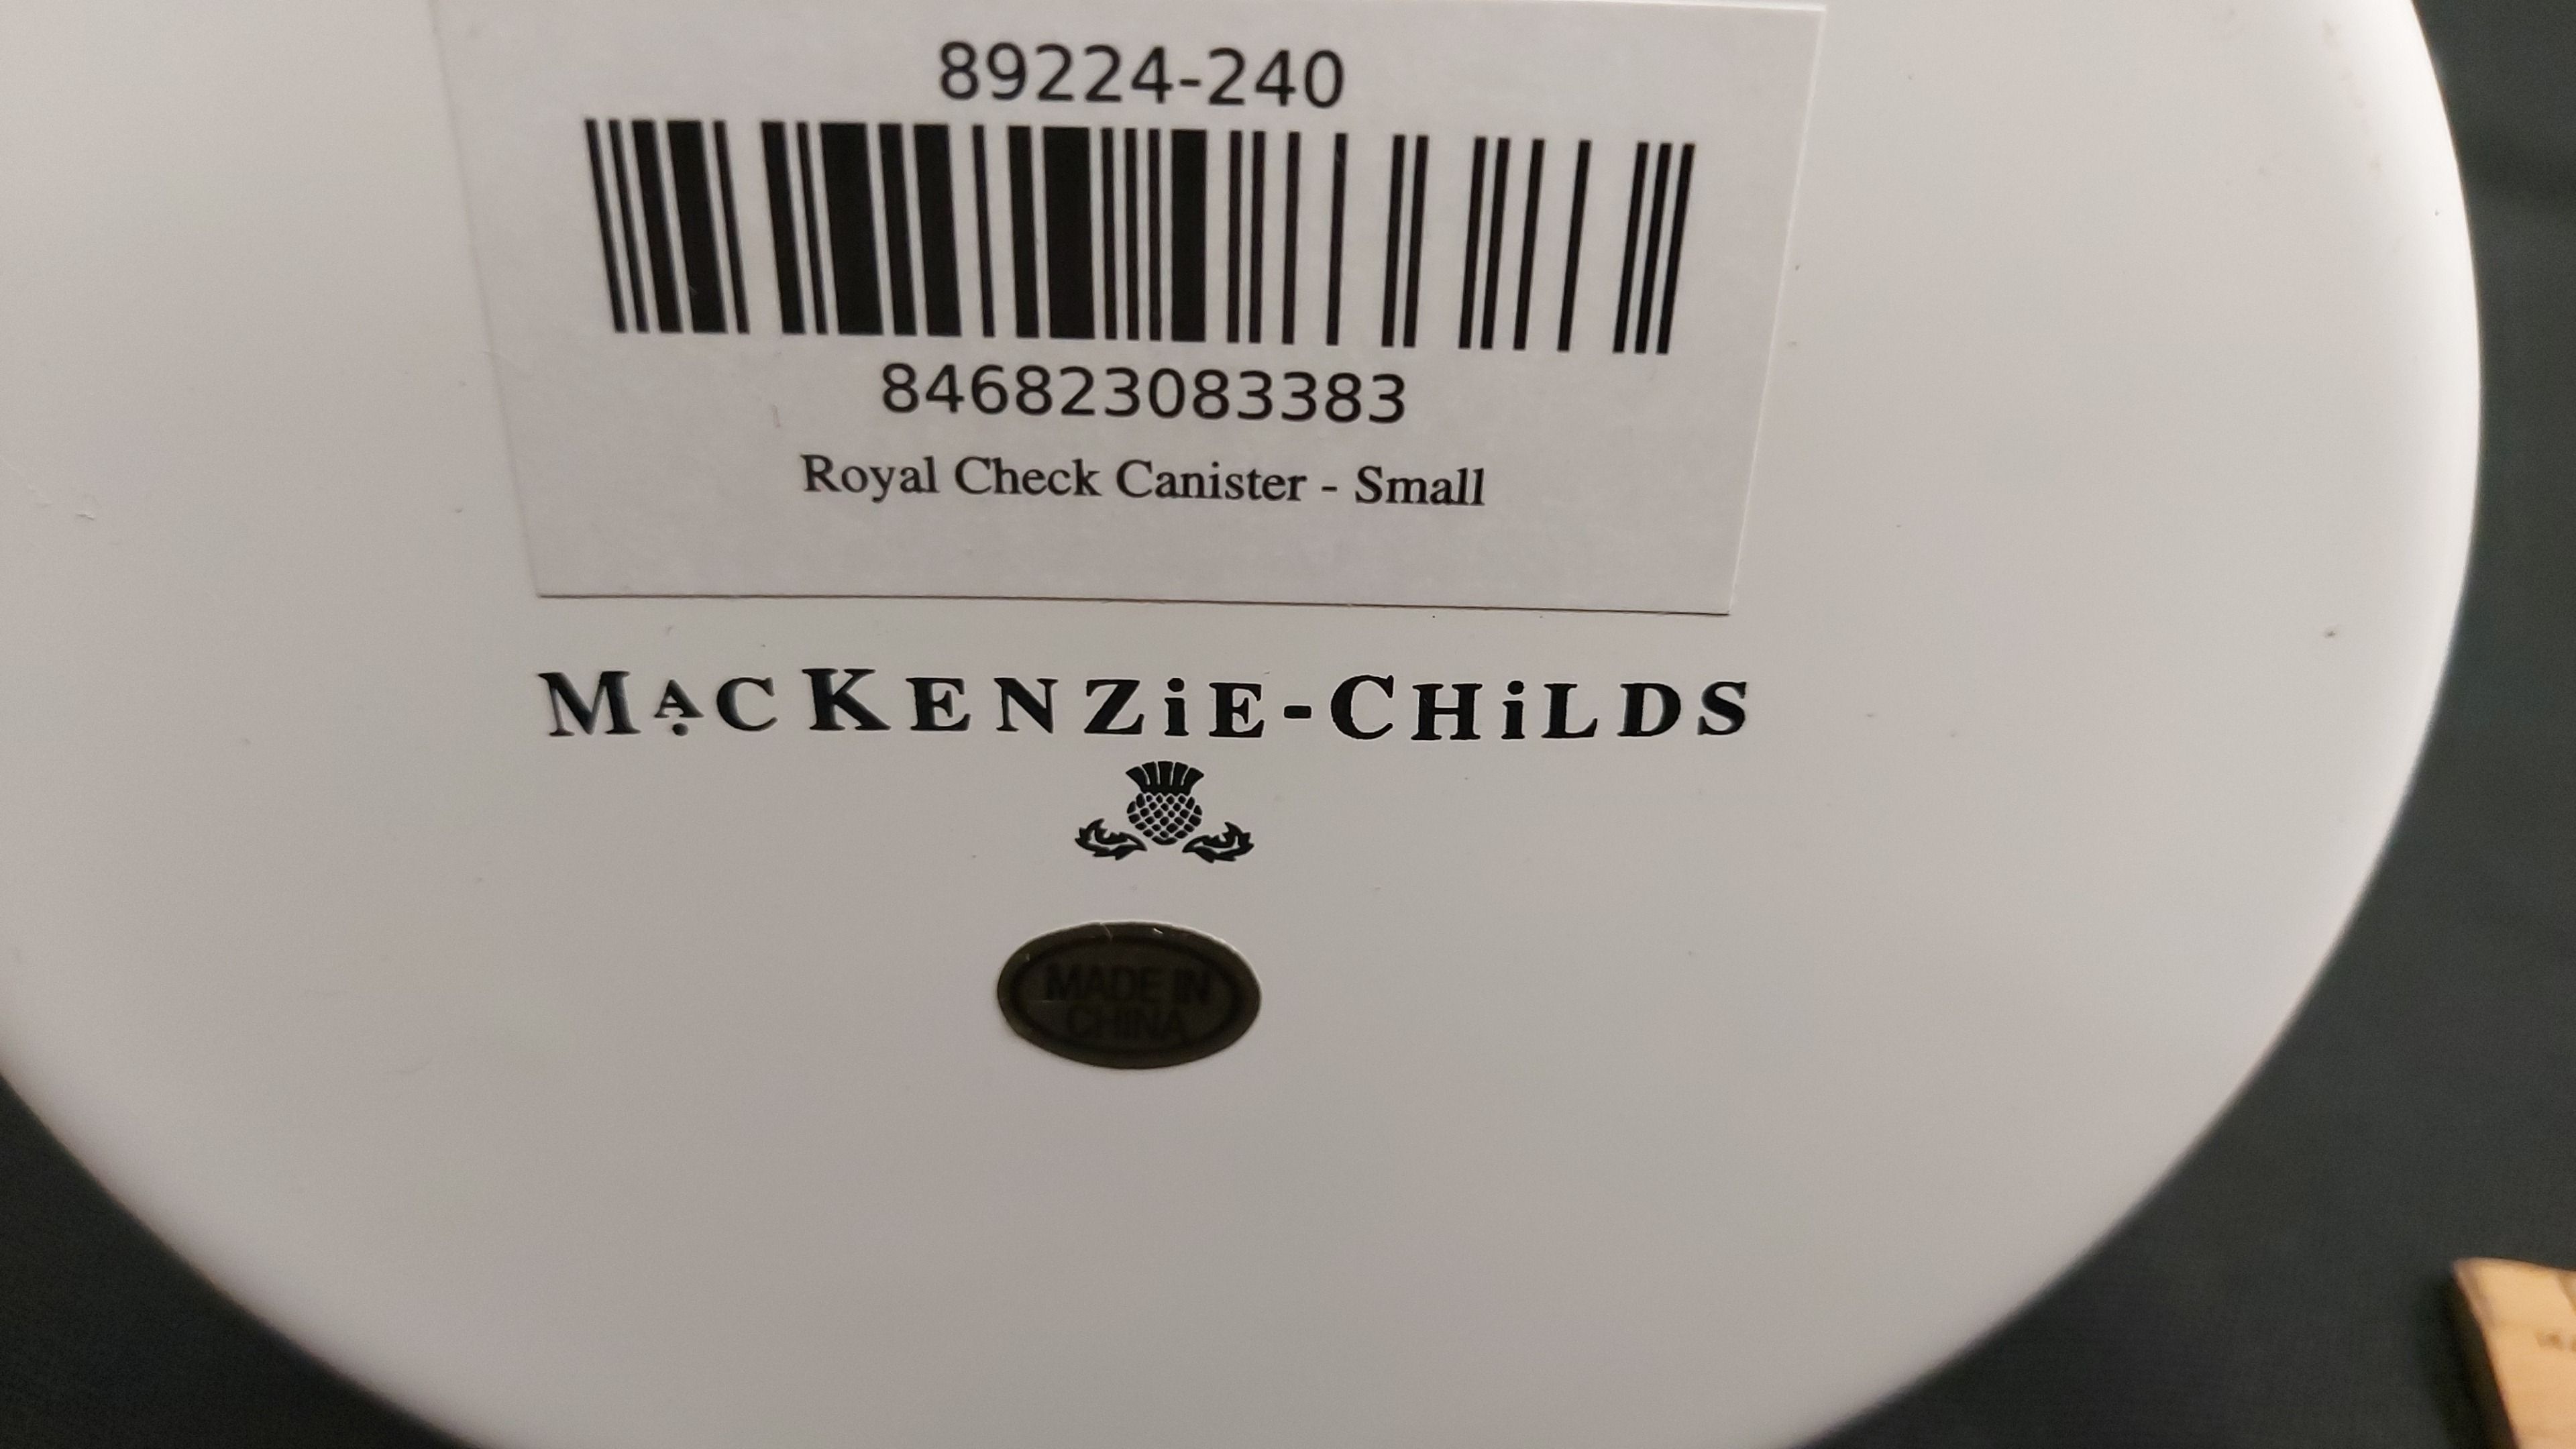 89224-240
846823083383
Royal Check Canister - Small
MACKENZiE-CHiLDS
MADE IN
CHINA